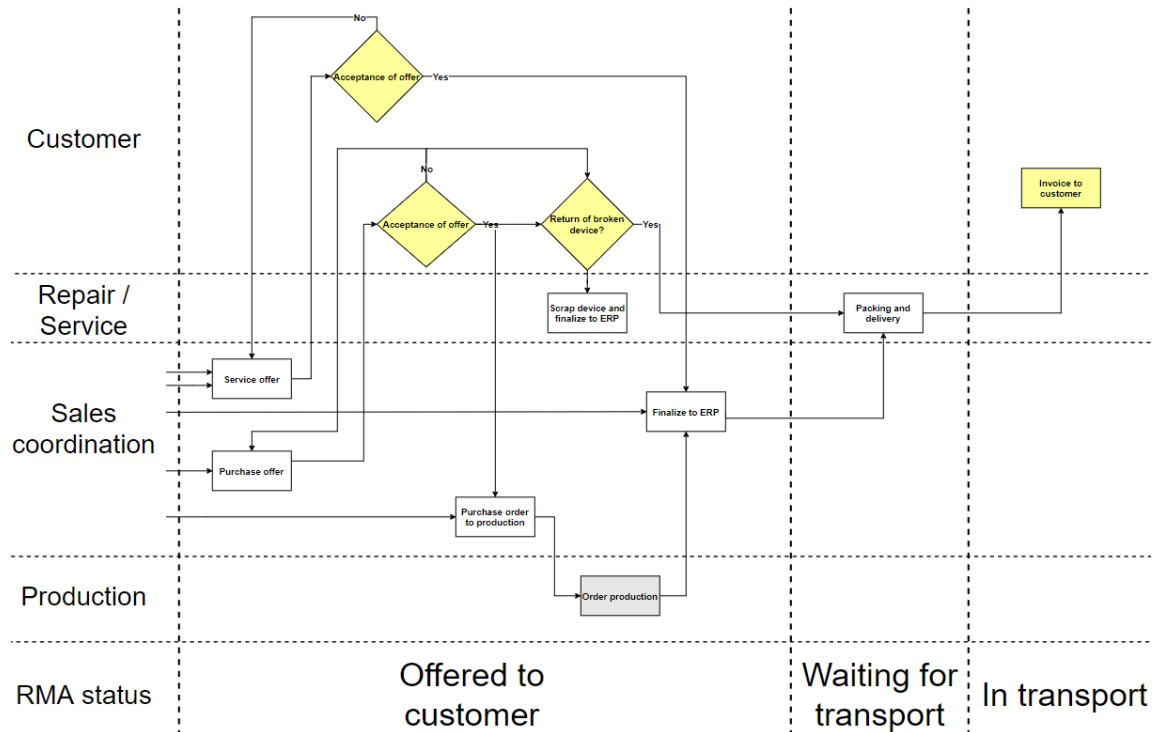 No
Acceptance of offer
Yes
Customer
No
Invoice to
customer
Acceptance of offer
Yes
Return of broken
device?
Yes
Repair /
Service
Scrap device and
finalize to ERP
Packing and
delivery
Service offer
Sales
coordination
Finalize to ERP
Purchase offer
Purchase order
to production
Production
Order production
RMA status
Offered to
customer
Waiting for
transport
In transport